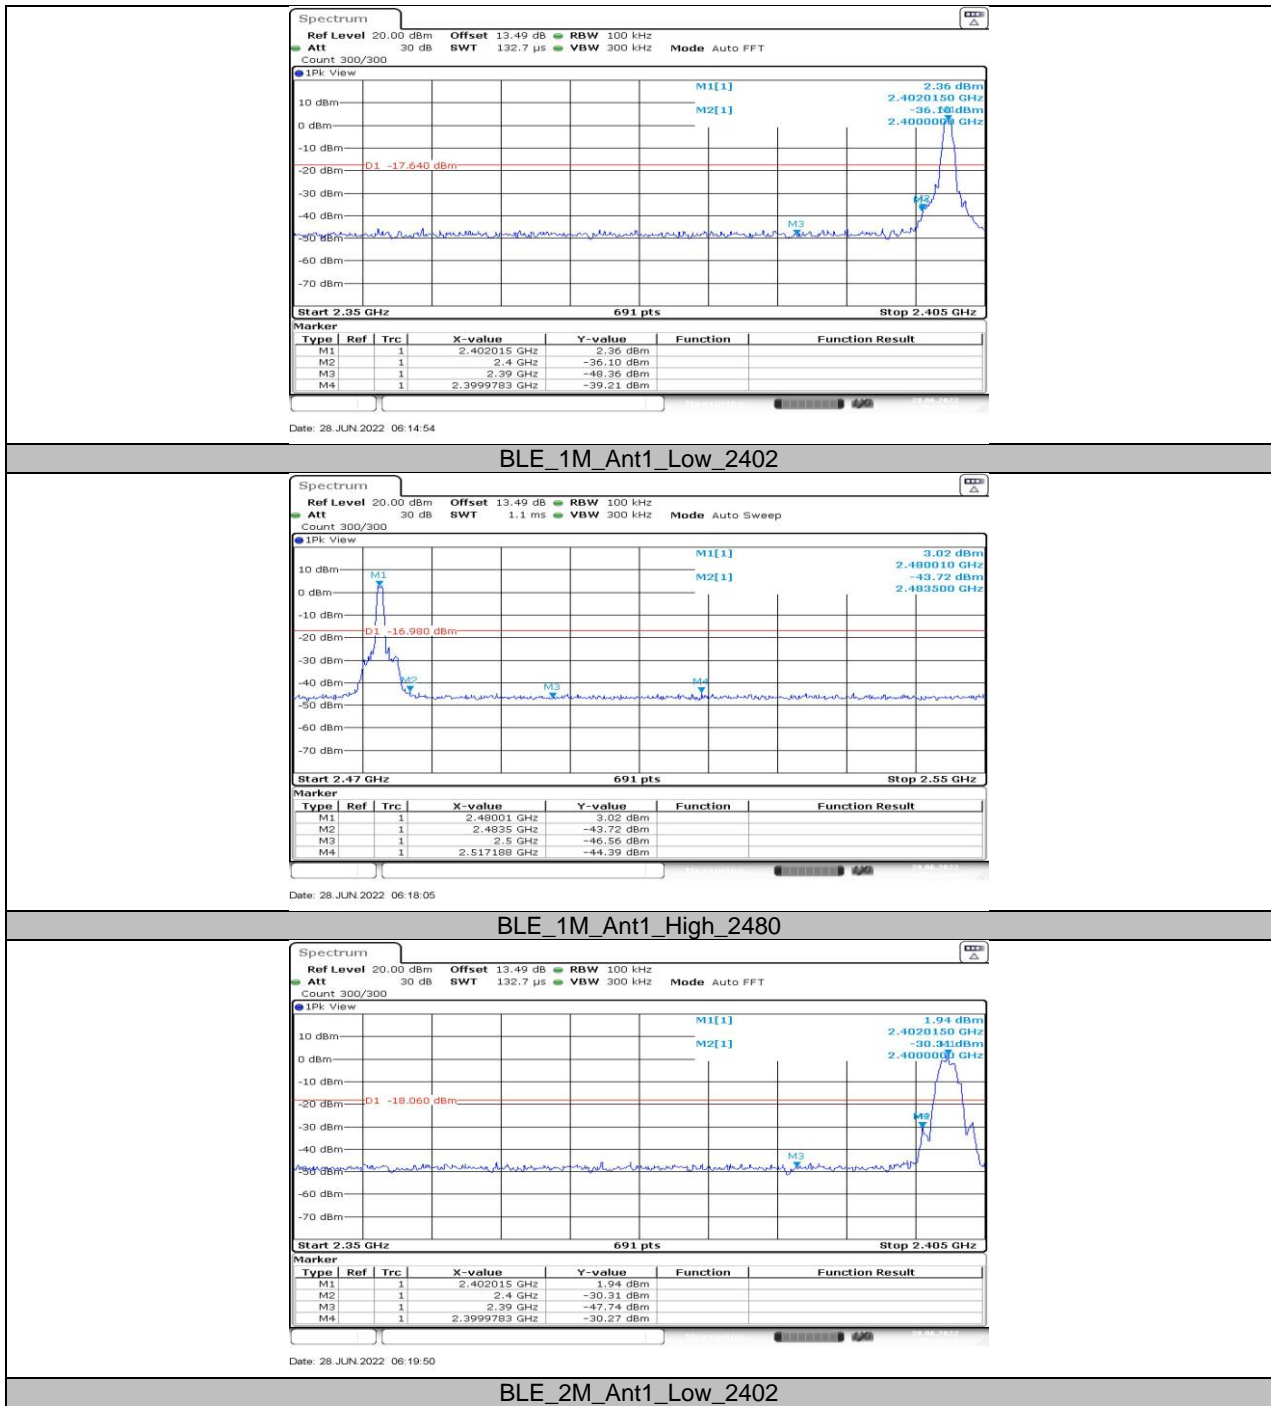 Spectrum
Ref Level 20.00 dBm Offset 13.49 dB RBW 100 kHz
Att 30 dB SWT 132.7 µs VBW 300 kHz Mode Auto FFT
Count 300/300
1Pk View
M1[1] 2.36 dBm
2.4020150 GHz
M2[1]
10 dBm
0 dBm
-10 dBm
D1 -17.640 dBm
-20 dBm
-30 dBm
-40 dBm
M3
-50 dBm
-60 dBm
-70 dBm
Start 2.35 GHz 691 pts Stop 2.405 GHz
Marker
Type Ref Trc X-value Y-value Function Function Result
M1 1 2.402015 GHz 2.36 dBm
M2 1 2.4 GHz -36.10 dBm
M3 1 2.39 GHz -48.36 dBm
M4 1 2.3999783 GHz -39.21 dBm
Date: 28.JUN.2022 06:14:54
BLE_1M_Ant1_Low_2402
Spectrum
Ref Level 20.00 dBm Offset 13.49 dB RBW 100 kHz
Att 30 dB SWT 1.1 ms VBW 300 kHz Mode Auto Sweep
Count 300/300
1Pk View
M1[1] 3.02 dBm
2.480010 GHz
M2[1] -43.72 dBm
2.483500 GHz
10 dBm
M1
0 dBm
-10 dBm
D1 -16.980 dBm
-20 dBm
-30 dBm
-40 dBm
M2
M3
M4
-50 dBm
-60 dBm
-70 dBm
Start 2.47 GHz 691 pts Stop 2.55 GHz
Marker
Type Ref Trc X-value Y-value Function Function Result
M1 1 2.48001 GHz 3.02 dBm
M2 1 2.4835 GHz -43.72 dBm
M3 1 2.5 GHz -46.56 dBm
M4 1 2.517188 GHz -44.39 dBm
Date: 28.JUN.2022 06:18:05
BLE_1M_Ant1_High_2480
Spectrum
Ref Level 20.00 dBm Offset 13.49 dB RBW 100 kHz
Att 30 dB SWT 132.7 µs VBW 300 kHz Mode Auto FFT
Count 300/300
1Pk View
M1[1] 1.94 dBm
2.4020150 GHz
M2[1]
10 dBm
0 dBm
-10 dBm
D1 -18.060 dBm
-20 dBm
-30 dBm
-40 dBm
M3
-50 dBm
-60 dBm
-70 dBm
Start 2.35 GHz 691 pts Stop 2.405 GHz
Marker
Type Ref Trc X-value Y-value Function Function Result
M1 1 2.402015 GHz 1.94 dBm
M2 1 2.4 GHz -30.31 dBm
M3 1 2.39 GHz -47.74 dBm
M4 1 2.3999783 GHz -30.27 dBm
Date: 28.JUN.2022 06:19:50
BLE_2M_Ant1_Low_2402